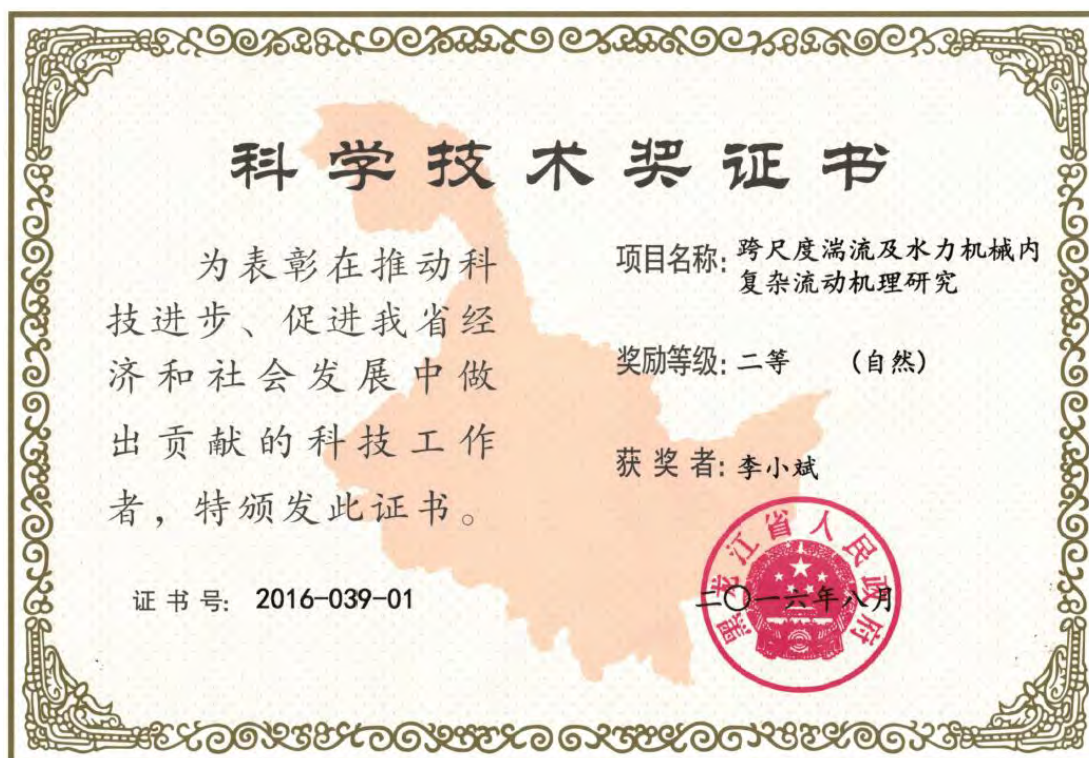 科学技术奖证书
为表彰在推动科
技进步、促进我省经
济和社会发展中做
出贡献的科技工作
者，特颁发此证书。
证书号: 2016-039-01
项目名称: 跨尺度湍流及水力机械内
复杂流动机理研究
奖励等级: 二等 (自然)
获奖者: 李小斌
黑龙江省人民政府
二〇一六年八月